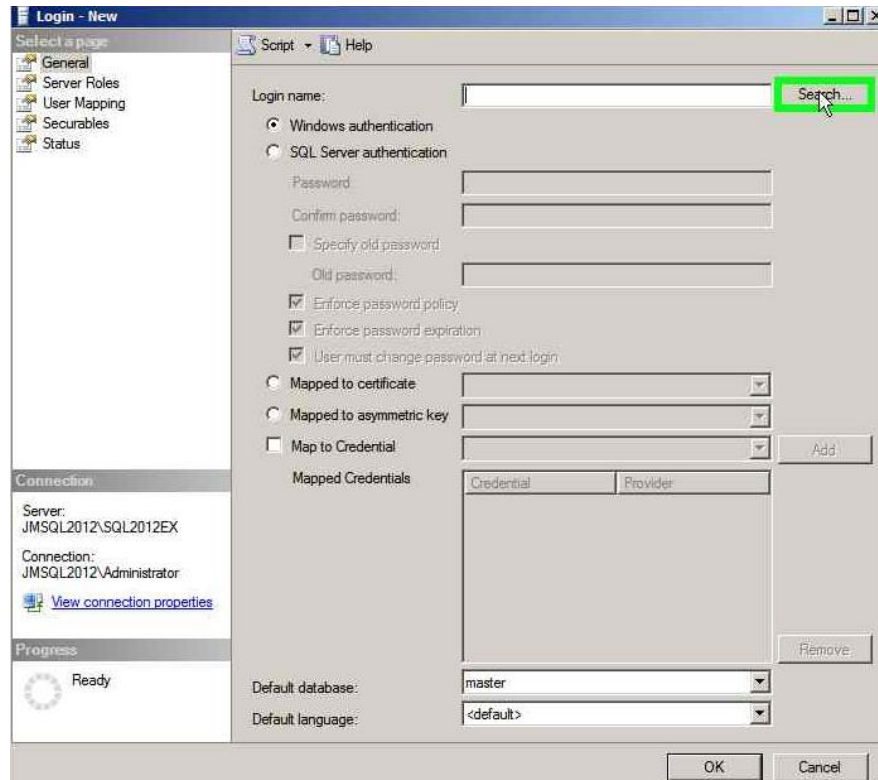 Login - New
Select a page
General
Server Roles
User Mapping
Securables
Status
Script Help
Login name:
Search...
Windows authentication
SQL Server authentication
Password:
Confirm password:
Specify old password
Old password:
Enforce password policy
Enforce password expiration
User must change password at next login
Mapped to certificate
Mapped to asymmetric key
Map to Credential
Add
Mapped Credentials
Credential Provider
Remove
Default database:
master
Default language:
<default>
Connection
Server:
JMSQL2012\SQL2012EX
Connection:
JMSQL2012\Administrator
View connection properties
Progress
Ready
OK Cancel